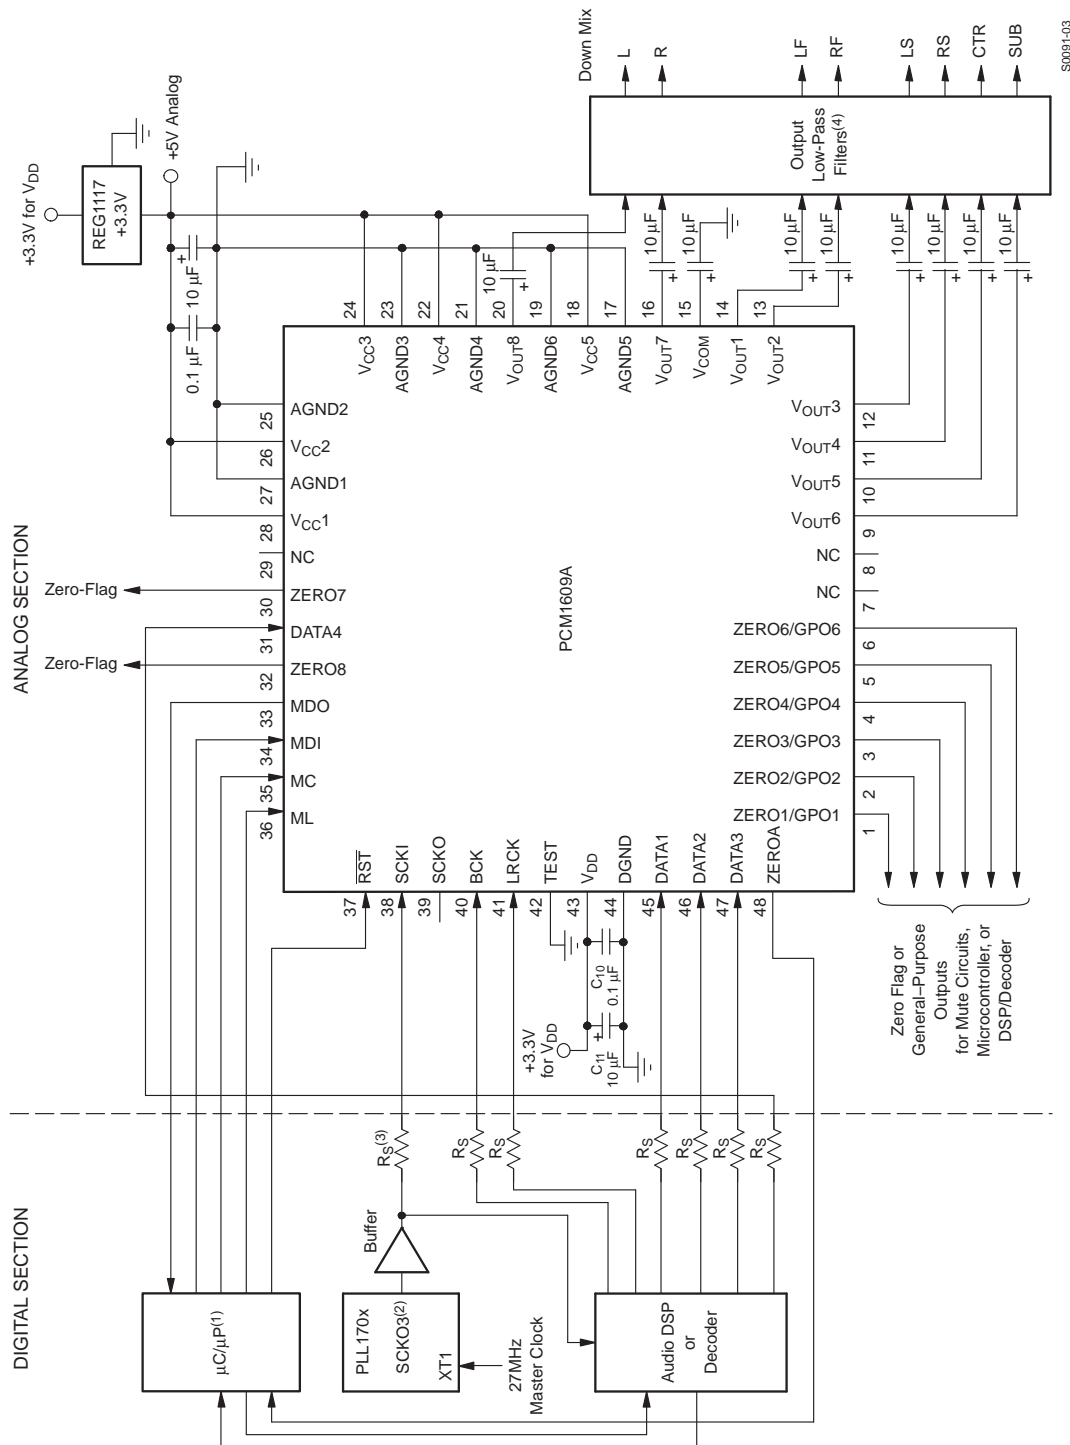 ANALOG SECTION
DIGITAL SECTION
+3.3V for VDD
REG1117
+3.3V
+5V Analog
0.1 µF
10 µF
+
Zero-Flag
Zero-Flag
PCM1609A
VCC3
24
AGND3
23
VCC4
22
AGND4
21
VOUT8
20
AGND6
19
VCC5
18
AGND5
17
VOUT7
16
VCOM
15
VOUT1
14
VOUT2
13
10 µF
+
10 µF
+
10 µF
+
10 µF
+
10 µF
+
10 µF
+
10 µF
+
10 µF
+
10 µF
+
AGND2
25
VCC2
26
AGND1
27
VCC1
28
NC
29
ZERO7
30
DATA4
31
ZERO8
32
MDO
33
MDI
34
MC
35
ML
36
VOUT3
12
VOUT4
11
VOUT5
10
VOUT6
9
NC
8
NC
7
ZERO6/GPO6
6
ZERO5/GPO5
5
ZERO4/GPO4
4
ZERO3/GPO3
3
ZERO2/GPO2
2
ZERO1/GPO1
1
RST
37
SCKI
38
SCKO
39
BCK
40
LRCK
41
TEST
42
VDD
43
DGND
44
DATA1
45
DATA2
46
DATA3
47
ZEROA
48
C10
0.1 µF
C11
10 µF
+
+3.3V
for VDD
Output
Low-Pass
Filters(4)
Down Mix
L
R
LF
RF
LS
RS
CTR
SUB
Zero Flag or
General–Purpose
Outputs
for Mute Circuits,
Microcontroller, or
DSP/Decoder
RS(3)
RS
RS
RS
RS
RS
RS
Buffer
µC/µP(1)
PLL170x
SCKO3(2)
XT1
27MHz
Master Clock
Audio DSP
or
Decoder
S0091-03